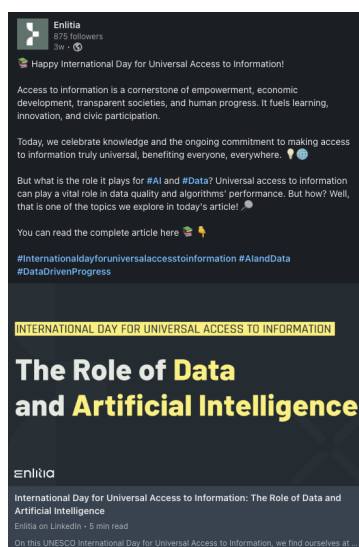 Enlitia
875 followers
3w •
Happy International Day for Universal Access to Information!
Access to information is a cornerstone of empowerment, economic
development, transparent societies, and human progress. It fuels learning,
innovation, and civic participation.
Today, we celebrate knowledge and the ongoing commitment to making access
to information truly universal, benefiting everyone, everywhere.
But what is the role it plays for #AI and #Data? Universal access to information
can play a vital role in data quality and algorithms' performance. But how? Well,
that is one of the topics we explore in today's article!
You can read the complete article here
#Internationaldayforuniversalaccesstoinformation #AIandData
#DataDrivenProgress
INTERNATIONAL DAY FOR UNIVERSAL ACCESS TO INFORMATION
The Role of Data
and Artificial Intelligence
Enlitia
International Day for Universal Access to Information: The Role of Data and
Artificial Intelligence
Enlitia on LinkedIn • 5 min read
On this UNESCO International Day for Universal Access to Information, we find ourselves at ...